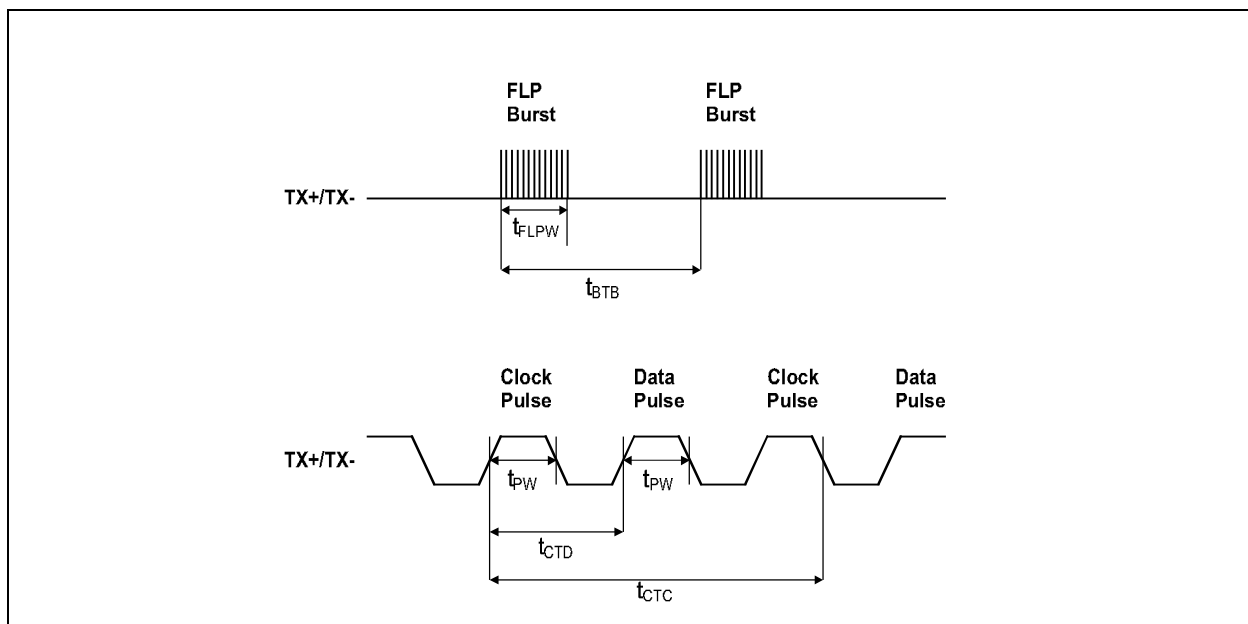 FLP
Burst
FLP
Burst
TX+/TX-
tFLPW
tBTB
Clock
Pulse
Data
Pulse
Clock
Pulse
Data
Pulse
TX+/TX-
tPW
tPW
tCTD
tCTC